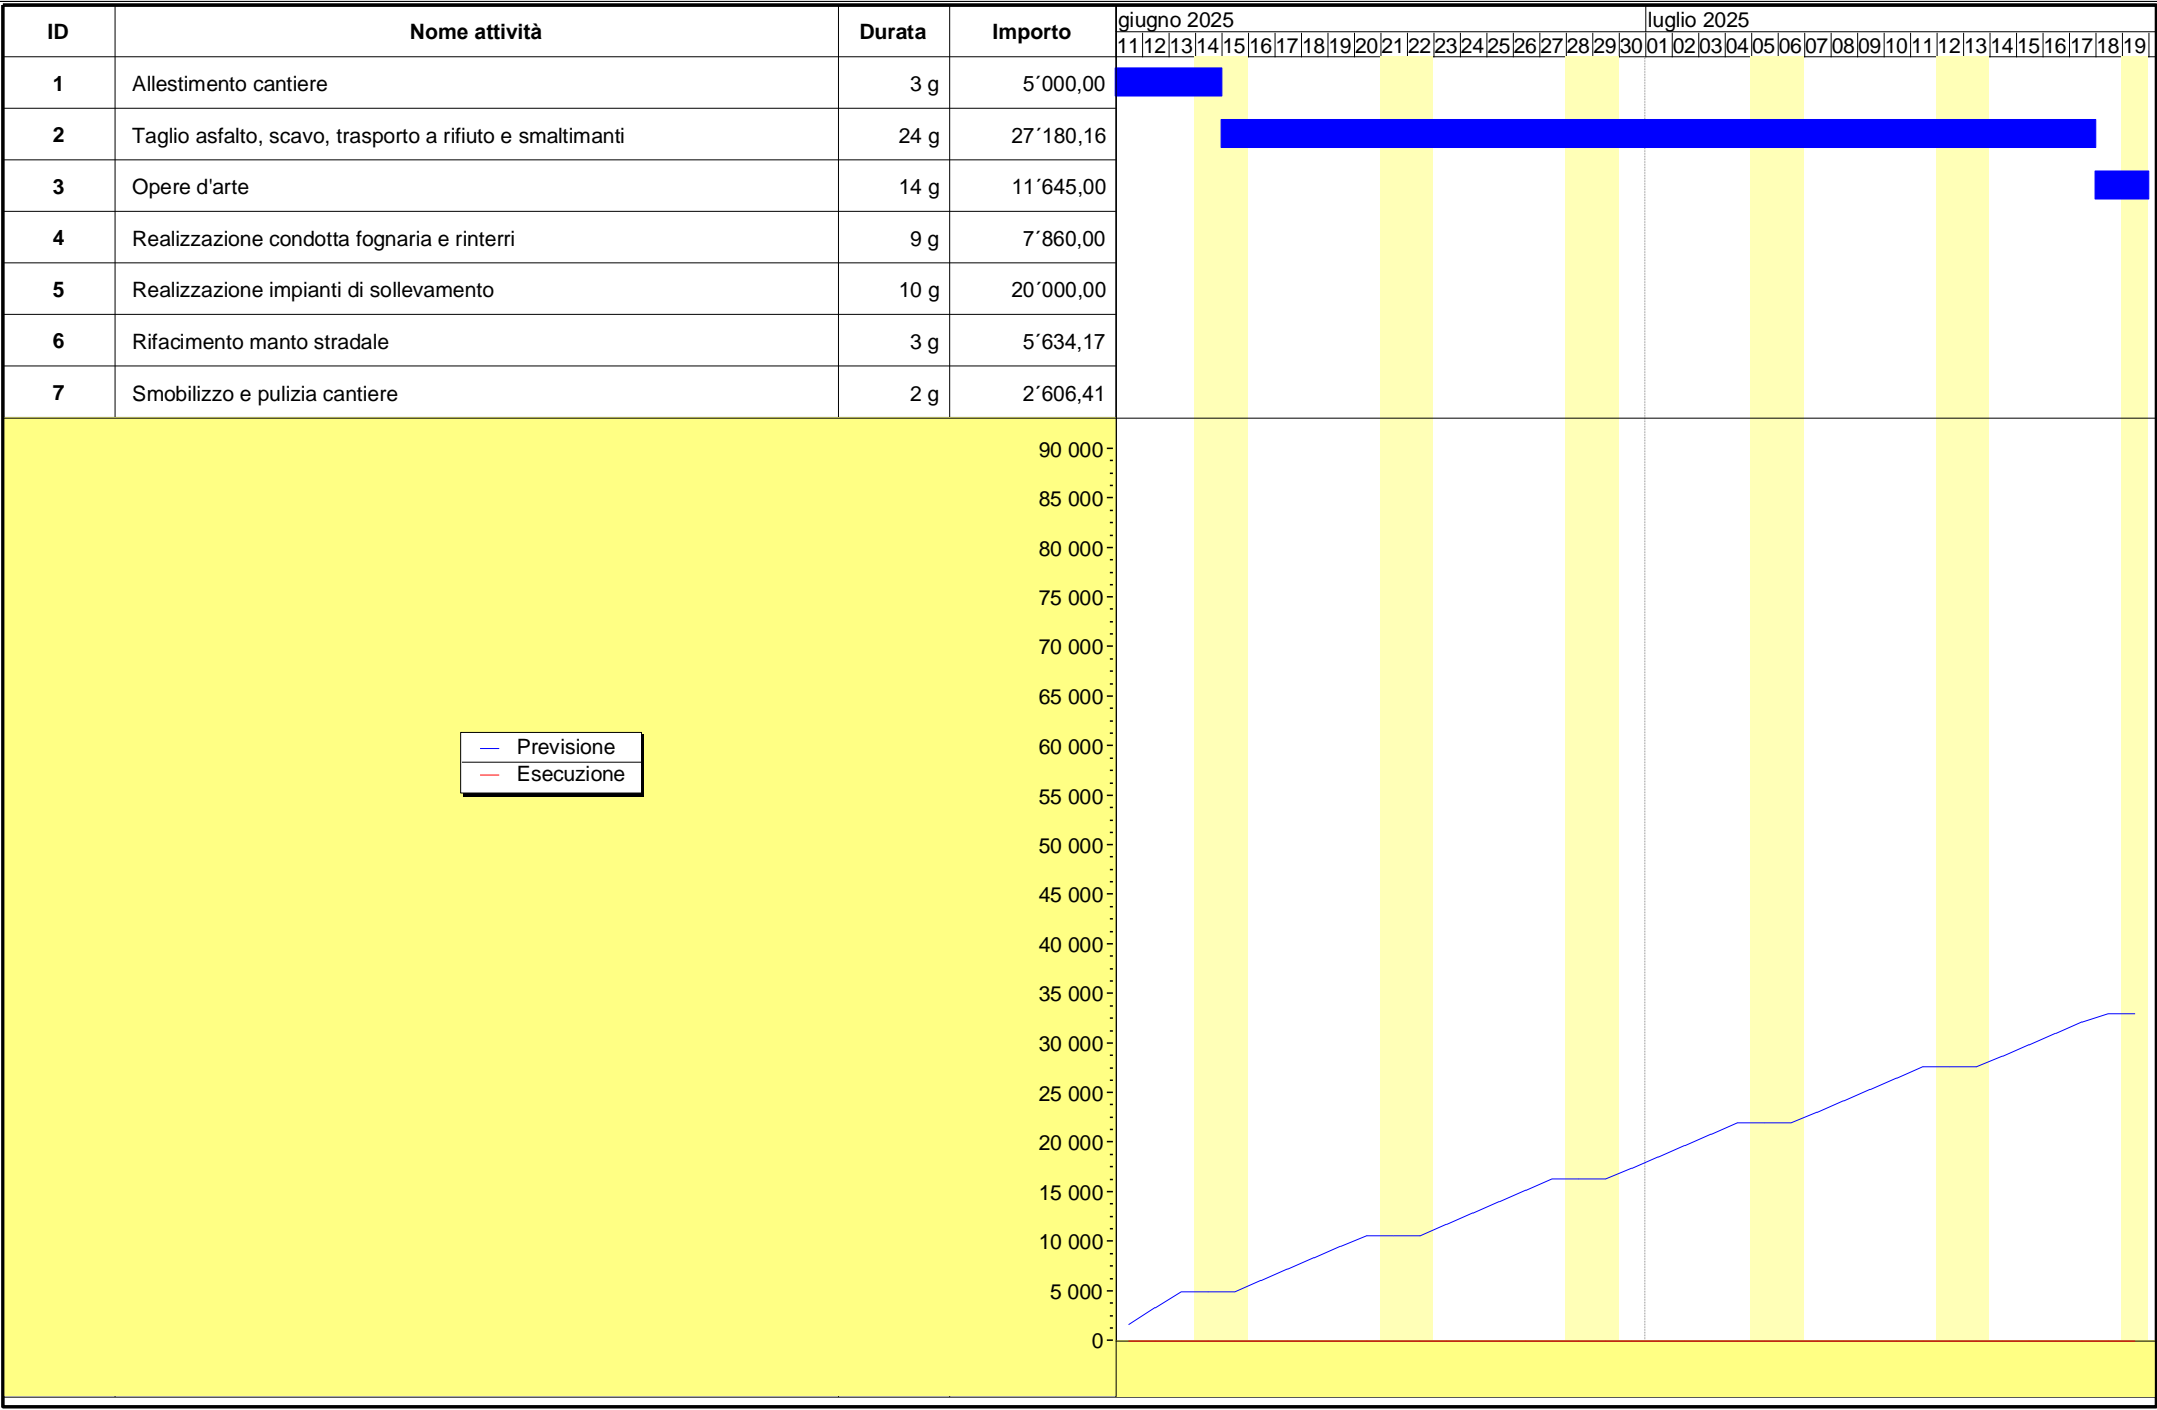 ID Nome attività Durata Importo giugno 2025 luglio 2025
11 12 13 14 15 16 17 18 19 20 21 22 23 24 25 26 27 28 29 30 01 02 03 04 05 06 07 08 09 10 11 12 13 14 15 16 17 18 19
1 Allestimento cantiere 3 g 5´000,00
2 Taglio asfalto, scavo, trasporto a rifiuto e smaltimanti 24 g 27´180,16
3 Opere d'arte 14 g 11´645,00
4 Realizzazione condotta fognaria e rinterri 9 g 7´860,00
5 Realizzazione impianti di sollevamento 10 g 20´000,00
6 Rifacimento manto stradale 3 g 5´634,17
7 Smobilizzo e pulizia cantiere 2 g 2´606,41
90 000
85 000
80 000
75 000
70 000
65 000
60 000
55 000
50 000
45 000
40 000
35 000
30 000
25 000
20 000
15 000
10 000
5 000
0
Previsione
Esecuzione